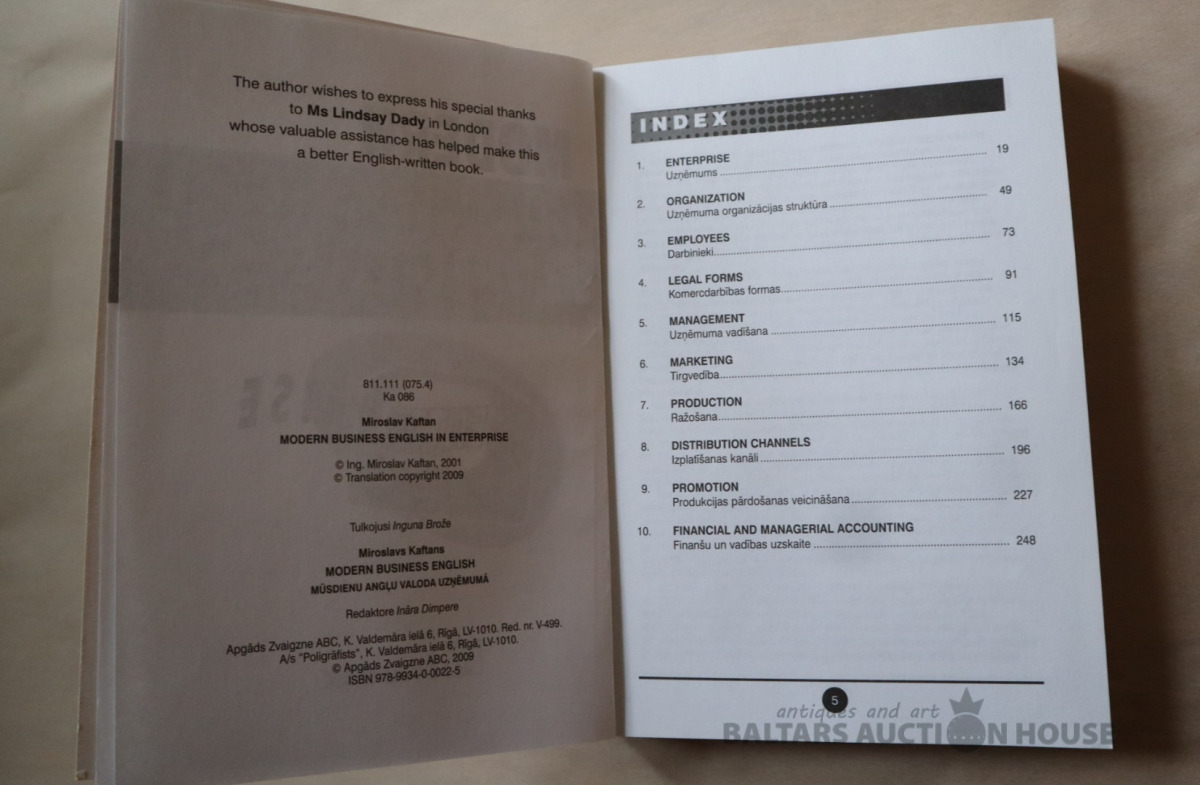 The author wishes to express his special thanks
to Ms Lindsay Dady in London
whose valuable assistance has helped make this
a better English-written book.
811.111 (075.4)
Ka 086
Miroslav Kaftan
MODERN BUSINESS ENGLISH IN ENTERPRISE
© Ing. Miroslav Kaftan, 2001
© Translation copyright 2009
Tulkojusi Inguna Brože
Miroslavs Kaftans
MODERN BUSINESS ENGLISH
MŪSDIENU ANGĻU VALODA UZŅĒMUMĀ
Redaktore Ināra Dimpere
Apgāds Zvaigzne ABC, K. Valdemāra ielā 6, Rīgā, LV-1010. Red. nr. V-499.
A/s "Poligrāfists", K. Valdemāra ielā 6, Rīgā, LV-1010.
© Apgāds Zvaigzne ABC, 2009
ISBN 978-9934-0-0022-5
INDEX
1. ENTERPRISE
Uzņēmums ........ 19
2. ORGANIZATION
Uzņēmuma organizācijas struktūra ........ 49
3. EMPLOYEES
Darbinieki........ 73
4. LEGAL FORMS
Komercdarbības formas........ 91
5. MANAGEMENT
Uzņēmuma vadīšana ........ 115
6. MARKETING
Tirgvedība........ 134
7. PRODUCTION
Ražošana........ 166
8. DISTRIBUTION CHANNELS
Izplatīšanas kanāli ........ 196
9. PROMOTION
Produkcijas pārdošanas veicināšana ........ 227
10. FINANCIAL AND MANAGERIAL ACCOUNTING
Finanšu un vadības uzskaite ........ 248
5
antiques and art
BALTARS AUCTION HOUSE